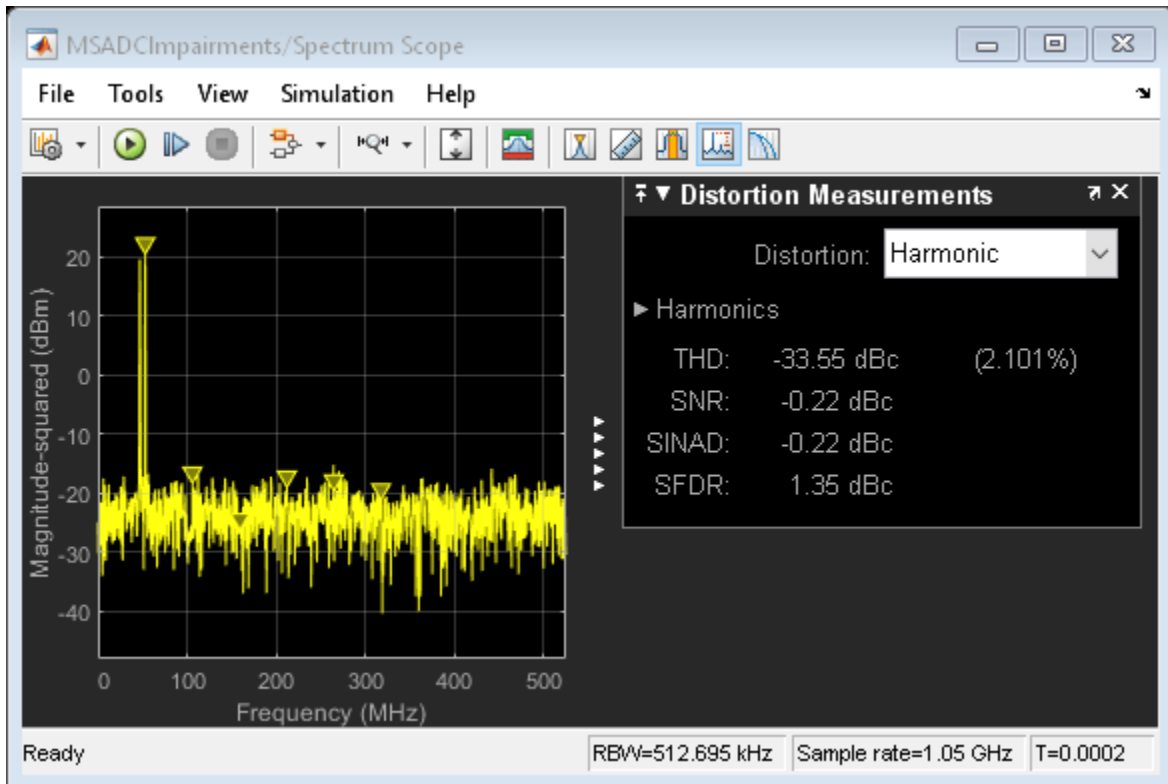 MSADCImpairments/Spectrum Scope
File Tools View Simulation Help
Distortion Measurements
Distortion: Harmonic
Harmonics
THD: -33.55 dBc (2.101%)
SNR: -0.22 dBc
SINAD: -0.22 dBc
SFDR: 1.35 dBc
Magnitude-squared (dBm)
20
10
0
-10
-20
-30
-40
0 100 200 300 400 500
Frequency (MHz)
Ready RBW=512.695 kHz Sample rate=1.05 GHz T=0.0002